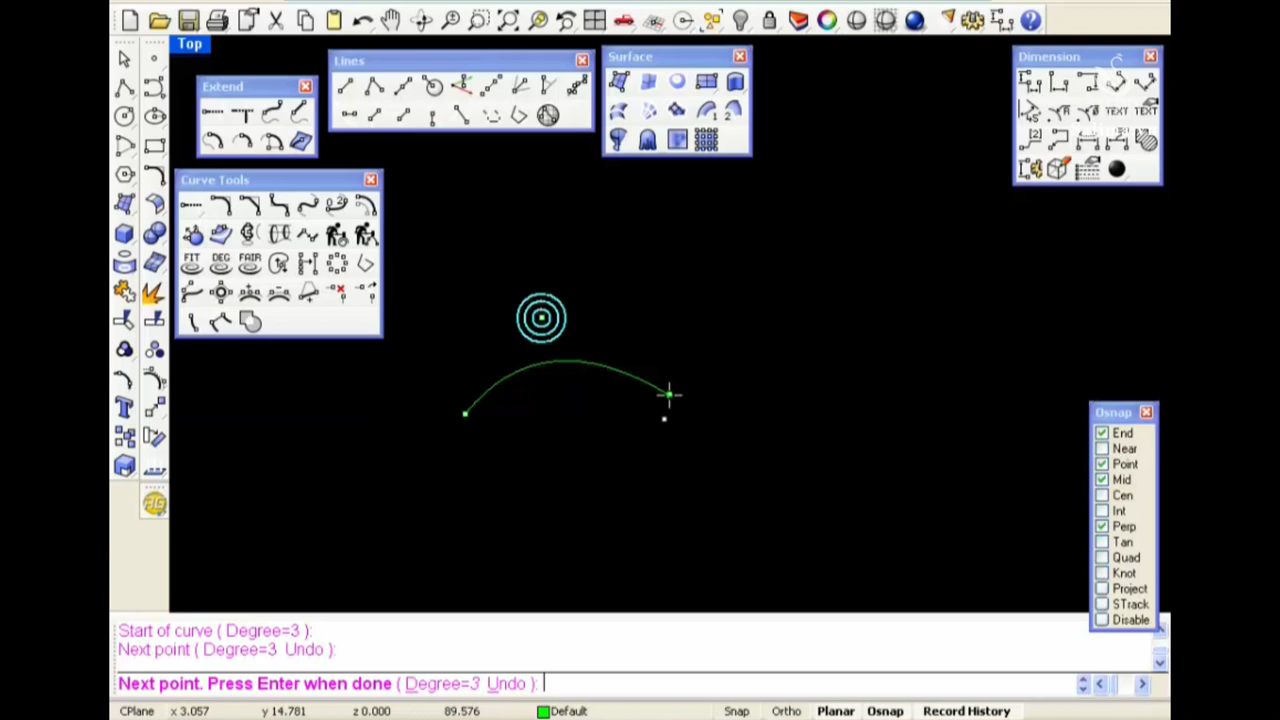 Top
Lines
Surface
Dimension
Extend
1 2
TEXT TEXT
[2]
Curve Tools
FIT DEG FAIR
Osnap
End
Near
Point
Mid
Cen
Int
Perp
Tan
Quad
Knot
Project
STrack
Disable
Start of curve ( Degree=3 ):
Next point ( Degree=3 Undo ):
Next point. Press Enter when done ( Degree=3 Undo ):
CPlane x 3.057 y 14.781 z 0.000 89.576 Default Snap Ortho Planar Osnap Record History